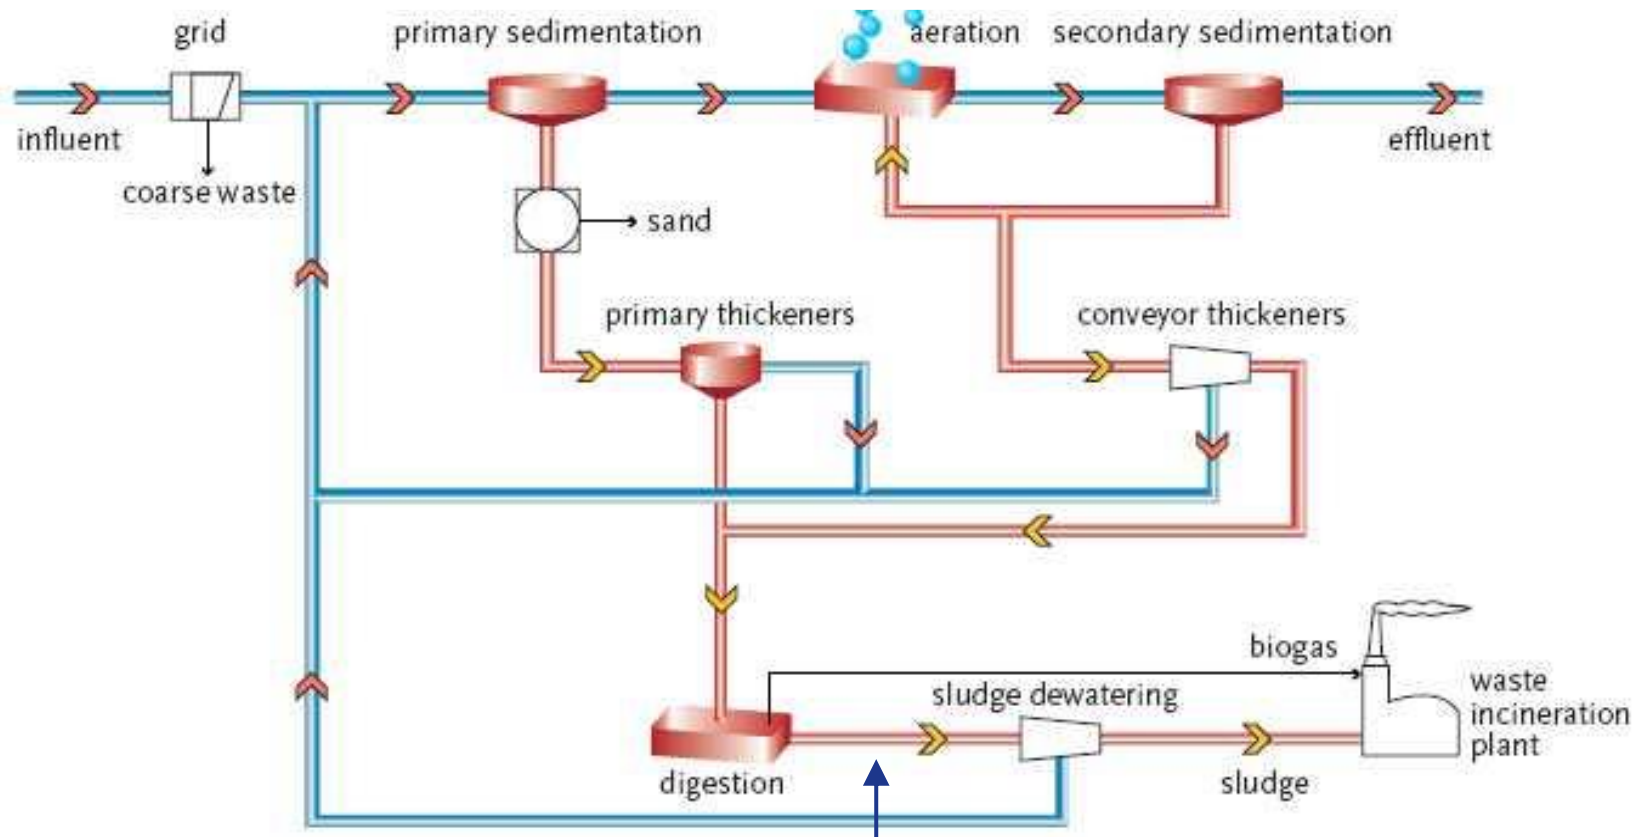 grid
primary sedimentation
aeration
secondary sedimentation
influent
effluent
coarse waste
sand
primary thickeners
conveyor thickeners
biogas
sludge dewatering
waste
incineration
plant
digestion
sludge